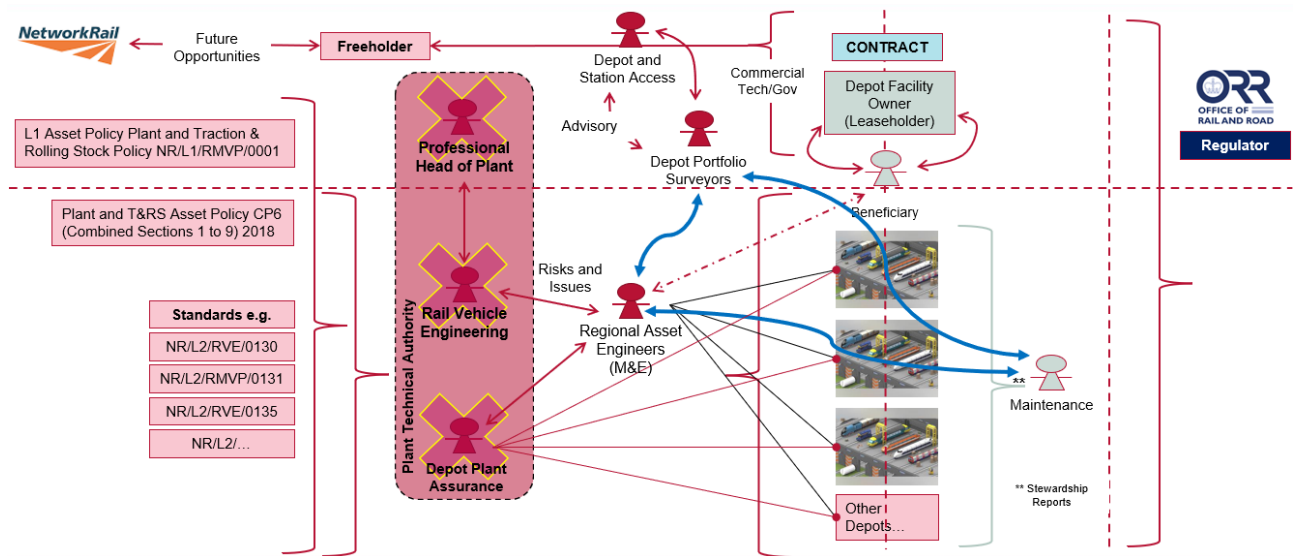 NetworkRail
Future
Opportunities
Freeholder
Depot and
Station Access
Commercial
Tech/Gov
CONTRACT
Depot Facility
Owner
(Leaseholder)
ORR
OFFICE OF
RAIL AND ROAD
Regulator
L1 Asset Policy Plant and Traction &
Rolling Stock Policy NR/L1/RMVP/0001
Professional
Head of Plant
Advisory
Depot Portfolio
Surveyors
Beneficiary
Plant and T&RS Asset Policy CP6
(Combined Sections 1 to 9) 2018
Plant Technical Authority
Rail Vehicle
Engineering
Risks and
Issues
Regional Asset
Engineers
(M&E)
Standards e.g.
NR/L2/RVE/0130
NR/L2/RMVP/0131
NR/L2/RVE/0135
NR/L2/…
Depot Plant
Assurance
**
Maintenance
** Stewardship
Reports
Other
Depots…